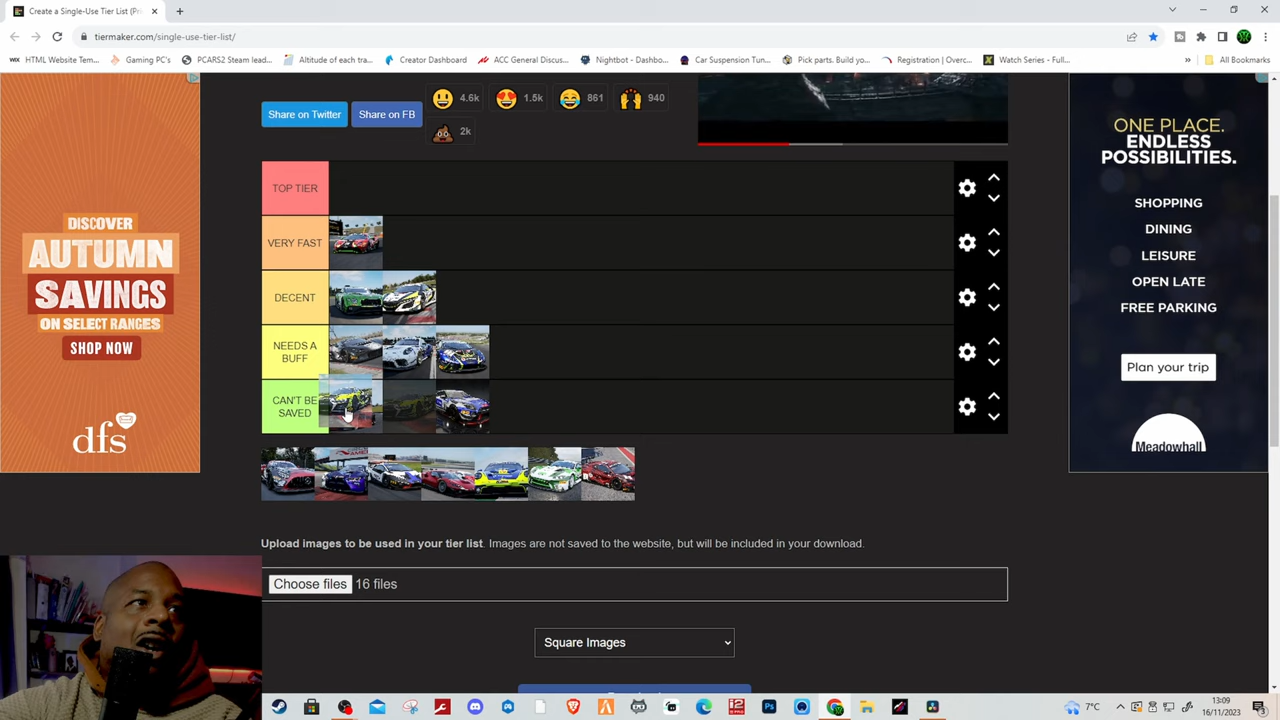 Create a Single-Use Tier List (Pri
tiermaker.com/single-use-tier-list/
HTML Website Tem...
Gaming PC's
PCARS2 Steam lead...
Altitude of each tra...
Creator Dashboard
ACC General Discus...
Nightbot - Dashbo...
Car Suspension Tun...
Pick parts. Build yo...
Registration | Overc...
Watch Series - Full...
All Bookmarks
Share on Twitter
Share on FB
4.6k
1.5k
861
940
2k
TOP TIER
VERY FAST
DECENT
NEEDS A
BUFF
CAN'T BE
SAVED
DISCOVER
AUTUMN
SAVINGS
ON SELECT RANGES
SHOP NOW
dfs
ONE PLACE.
ENDLESS
POSSIBILITIES.
SHOPPING
DINING
LEISURE
OPEN LATE
FREE PARKING
Plan your trip
Meadowhall
Upload images to be used in your tier list. Images are not saved to the website, but will be included in your download.
Choose files 16 files
Square Images
7°C
13:09
16/11/2023